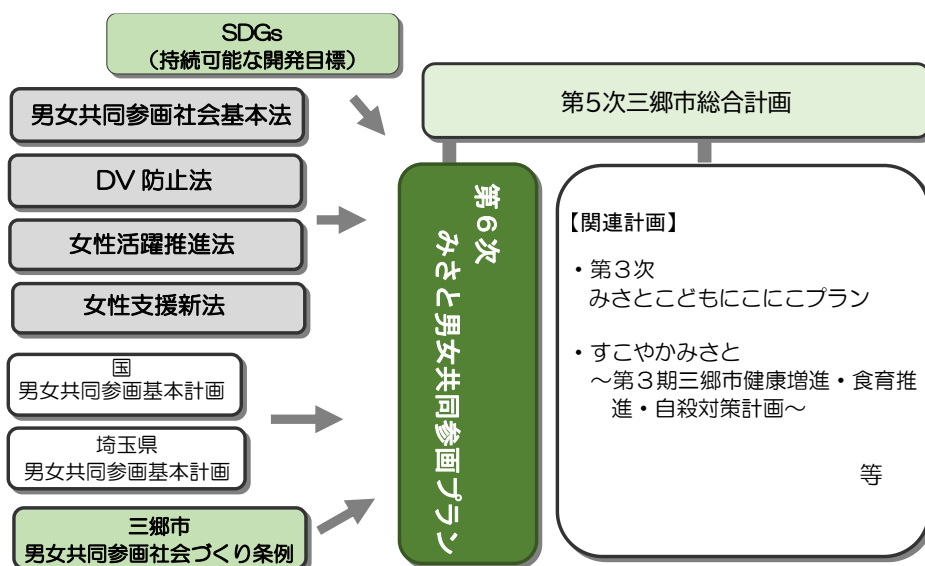 SDGs
（持続可能な開発目標）
男女共同参画社会基本法
DV 防止法
女性活躍推進法
女性支援新法
国
男女共同参画基本計画
埼玉県
男女共同参画基本計画
三郷市
男女共同参画社会づくり条例
第６次
みさと男女共同参画プラン
第5次三郷市総合計画
【関連計画】
・第３次
みさとこどもにこにこプラン
・すこやかみさと
～第３期三郷市健康増進・食育推
進・自殺対策計画～
等